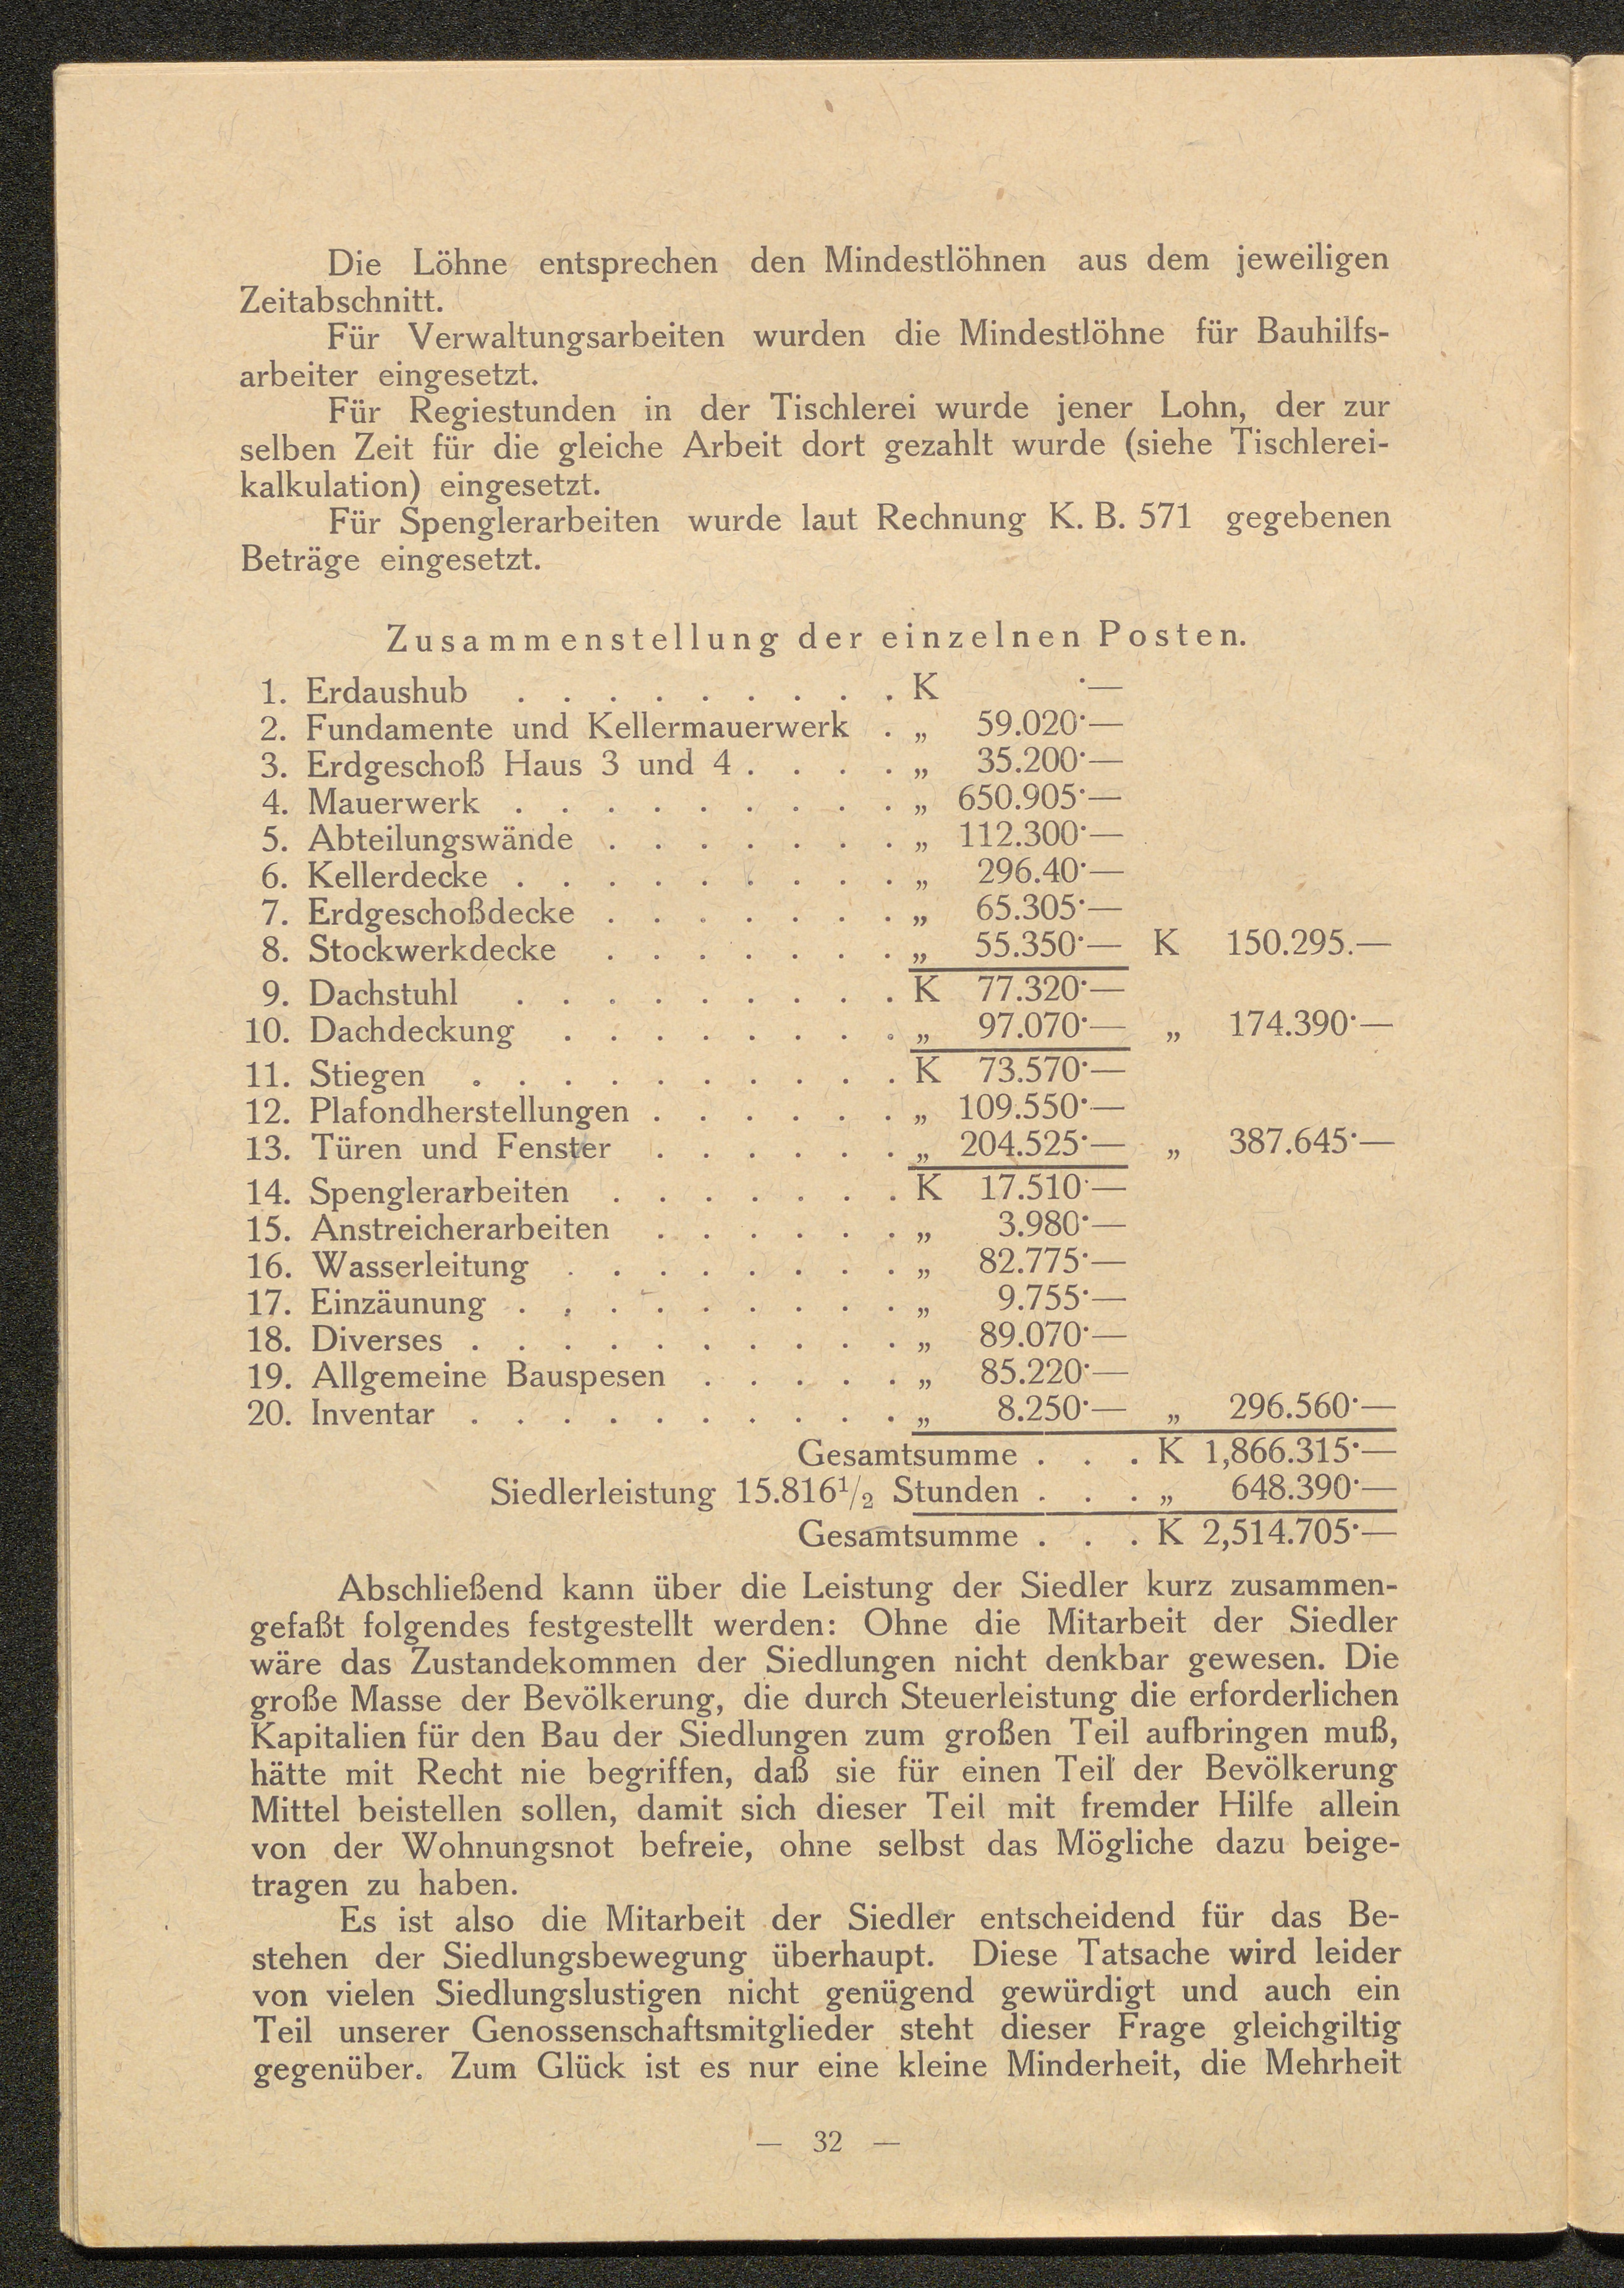 Die Löhne entsprechen den Mindestlöhnen aus dem jeweiligen
Zeitabschnitt.
Für Verwaltungsarbeiten wurden die Mindestlöhne für Bauhilfs-
arbeiter eingesetzt.
Für Regiestunden in der Tischlerei wurde jener Lohn, der zur
selben Zeit für die gleiche Arbeit dort gezahlt wurde (siehe Tischlerei-
kalkulation) eingesetzt.
Für Spenglerarbeiten wurde laut Rechnung K. B. 571 gegebenen
Beträge eingesetzt.
Zusammenstellung der einzelnen Posten.
1. Erdaushub . . . . . . . . . K ·—
2. Fundamente und Kellermauerwerk . „ 59.020·—
3. Erdgeschoß Haus 3 und 4 . . . . „ 35.200·—
4. Mauerwerk . . . . . . . . . „ 650.905·—
5. Abteilungswände . . . . . . . „ 112.300·—
6. Kellerdecke . . . . . . . . . „ 296.40·—
7. Erdgeschoßdecke . . . . . . . „ 65.305·—
8. Stockwerkdecke . . . . . . . „ 55.350·— K 150.295.—
9. Dachstuhl . . . . . . . . . K 77.320·—
10. Dachdeckung . . . . . . . . „ 97.070·— „ 174.390·—
11. Stiegen . . . . . . . . . . K 73.570·—
12. Plafondherstellungen . . . . . . „ 109.550·—
13. Türen und Fenster . . . . . . „ 204.525·— „ 387.645·—
14. Spenglerarbeiten . . . . . . . K 17.510·—
15. Anstreicherarbeiten . . . . . . „ 3.980·—
16. Wasserleitung . . . . . . . . „ 82.775·—
17. Einzäunung . . . . . . . . . „ 9.755·—
18. Diverses . . . . . . . . . . „ 89.070·—
19. Allgemeine Bauspesen . . . . . „ 85.220·—
20. Inventar . . . . . . . . . . „ 8.250·— „ 296.560·—
Gesamtsumme . . . K 1,866.315·—
Siedlerleistung 15.816¹/₂ Stunden . . . „ 648.390·—
Gesamtsumme . . . K 2,514.705·—
Abschließend kann über die Leistung der Siedler kurz zusammen-
gefaßt folgendes festgestellt werden: Ohne die Mitarbeit der Siedler
wäre das Zustandekommen der Siedlungen nicht denkbar gewesen. Die
große Masse der Bevölkerung, die durch Steuerleistung die erforderlichen
Kapitalien für den Bau der Siedlungen zum großen Teil aufbringen muß,
hätte mit Recht nie begriffen, daß sie für einen Teil der Bevölkerung
Mittel beistellen sollen, damit sich dieser Teil mit fremder Hilfe allein
von der Wohnungsnot befreie, ohne selbst das Mögliche dazu beige-
tragen zu haben.
Es ist also die Mitarbeit der Siedler entscheidend für das Be-
stehen der Siedlungsbewegung überhaupt. Diese Tatsache wird leider
von vielen Siedlungslustigen nicht genügend gewürdigt und auch ein
Teil unserer Genossenschaftsmitglieder steht dieser Frage gleichgiltig
gegenüber. Zum Glück ist es nur eine kleine Minderheit, die Mehrheit
— 32 —